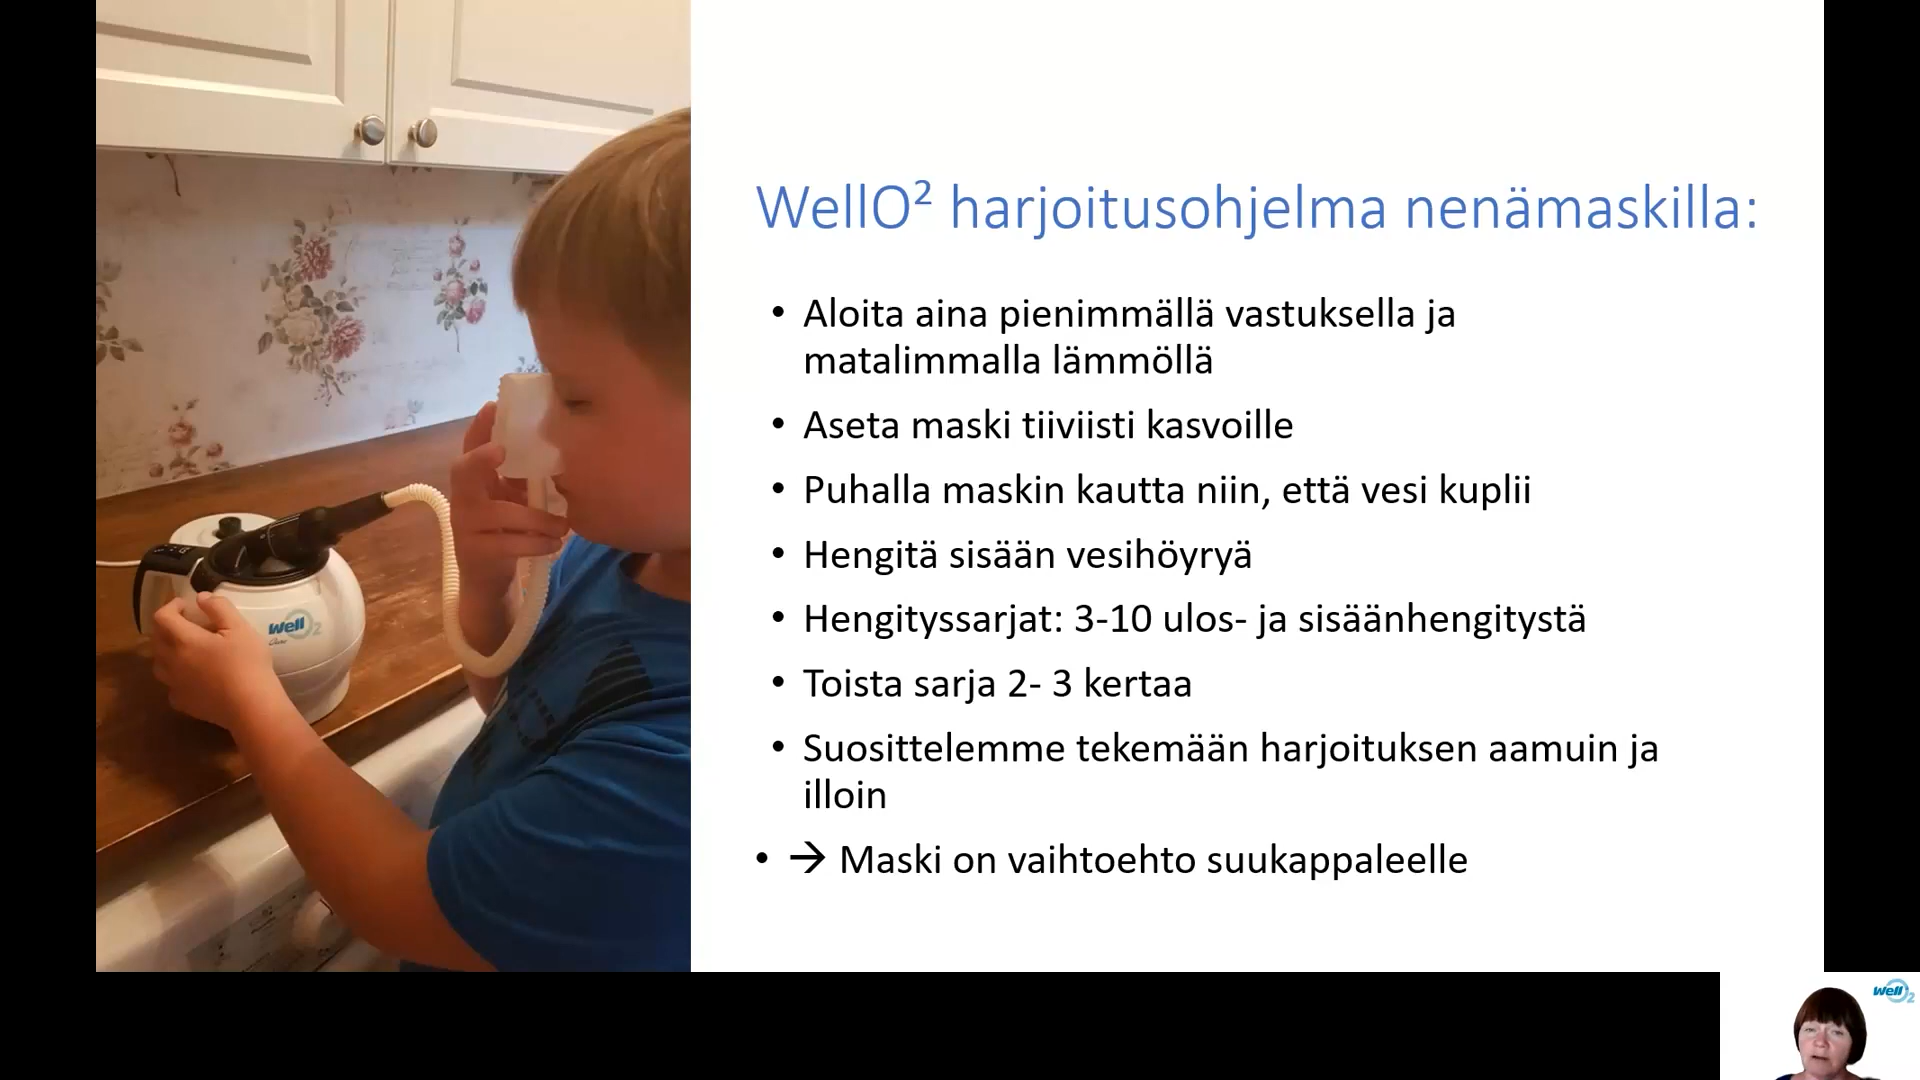 WellO² harjoitusohjelma nenämaskilla:
• Aloita aina pienimmällä vastuksella ja
matalimmalla lämmöllä
• Aseta maski tiiviisti kasvoille
• Puhalla maskin kautta niin, että vesi kuplii
• Hengitä sisään vesihöyryä
• Hengityssarjat: 3-10 ulos- ja sisäänhengitystä
• Toista sarja 2- 3 kertaa
• Suosittelemme tekemään harjoituksen aamuin ja
illoin
• → Maski on vaihtoehto suukappaleelle
WellO2
WellO2